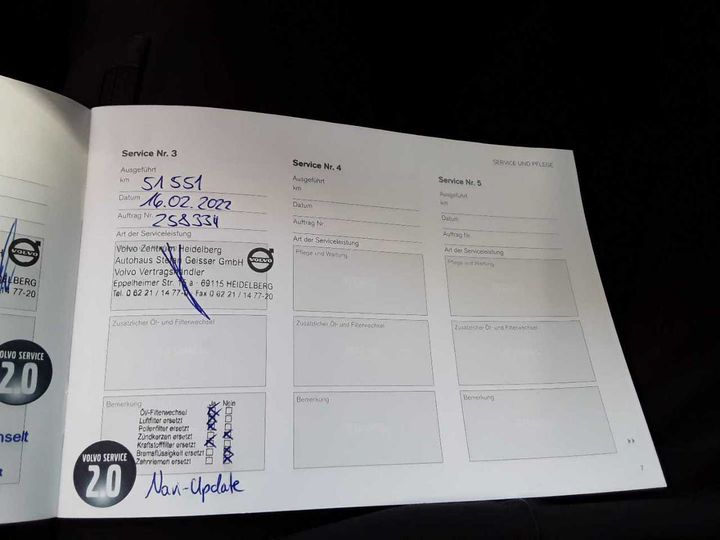 SERVICE UND PFLEGE
Service Nr. 3
Ausgeführt
km 51 551
Datum 16.02.2022
Auftrag Nr. 258334
Art der Serviceleistung
Volvo Zentrum Heidelberg
Autohaus Stefan Geisser GmbH
Volvo Vertragshändler
Eppelheimer Str. a - 69115 HEIDELBERG
Tel. 0 62 21 / 14 77-0 Fax 0 62 21 / 14 77-20
VOLVO
Zusätzlicher Öl- und Filterwechsel
Bemerkung
Ja Nein
Öl-Filterwechsel
Luftfilter ersetzt
Pollenfilter ersetzt
Zündkerzen ersetzt
Kraftstofffilter ersetzt
Bremsflüssigkeit ersetzt
Zahnriemen ersetzt
VOLVO SERVICE
2.0
Navi-Update
Service Nr. 4
Ausgeführt
km
Datum
Auftrag Nr.
Art der Serviceleistung
Pflege und Wartung
Zusätzlicher Öl- und Filterwechsel
Bemerkung
Service Nr. 5
Ausgeführt
km
Datum
Auftrag Nr.
Art der Serviceleistung
Pflege und Wartung
Zusätzlicher Öl- und Filterwechsel
Bemerkung
7
VOLVO
ELBERG
77-20
OLVO SERVICE
2.0
hselt
t